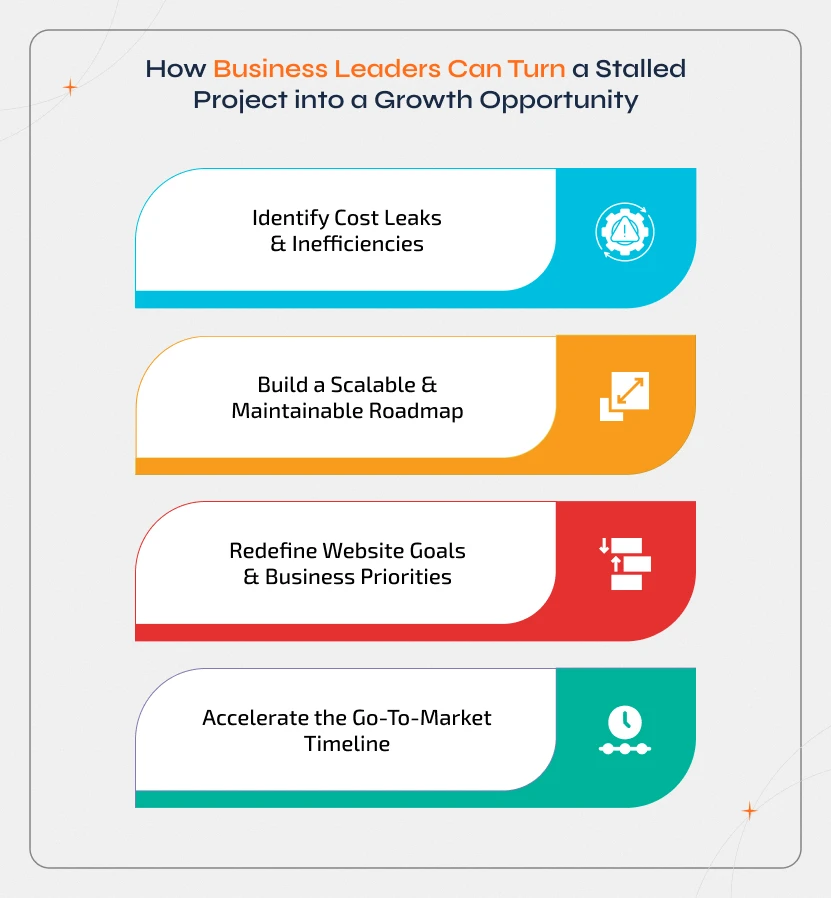 How Business Leaders Can Turn a Stalled
Project into a Growth Opportunity
Identify Cost Leaks
& Inefficiencies
Build a Scalable &
Maintainable Roadmap
Redefine Website Goals
& Business Priorities
Accelerate the Go-To-Market
Timeline